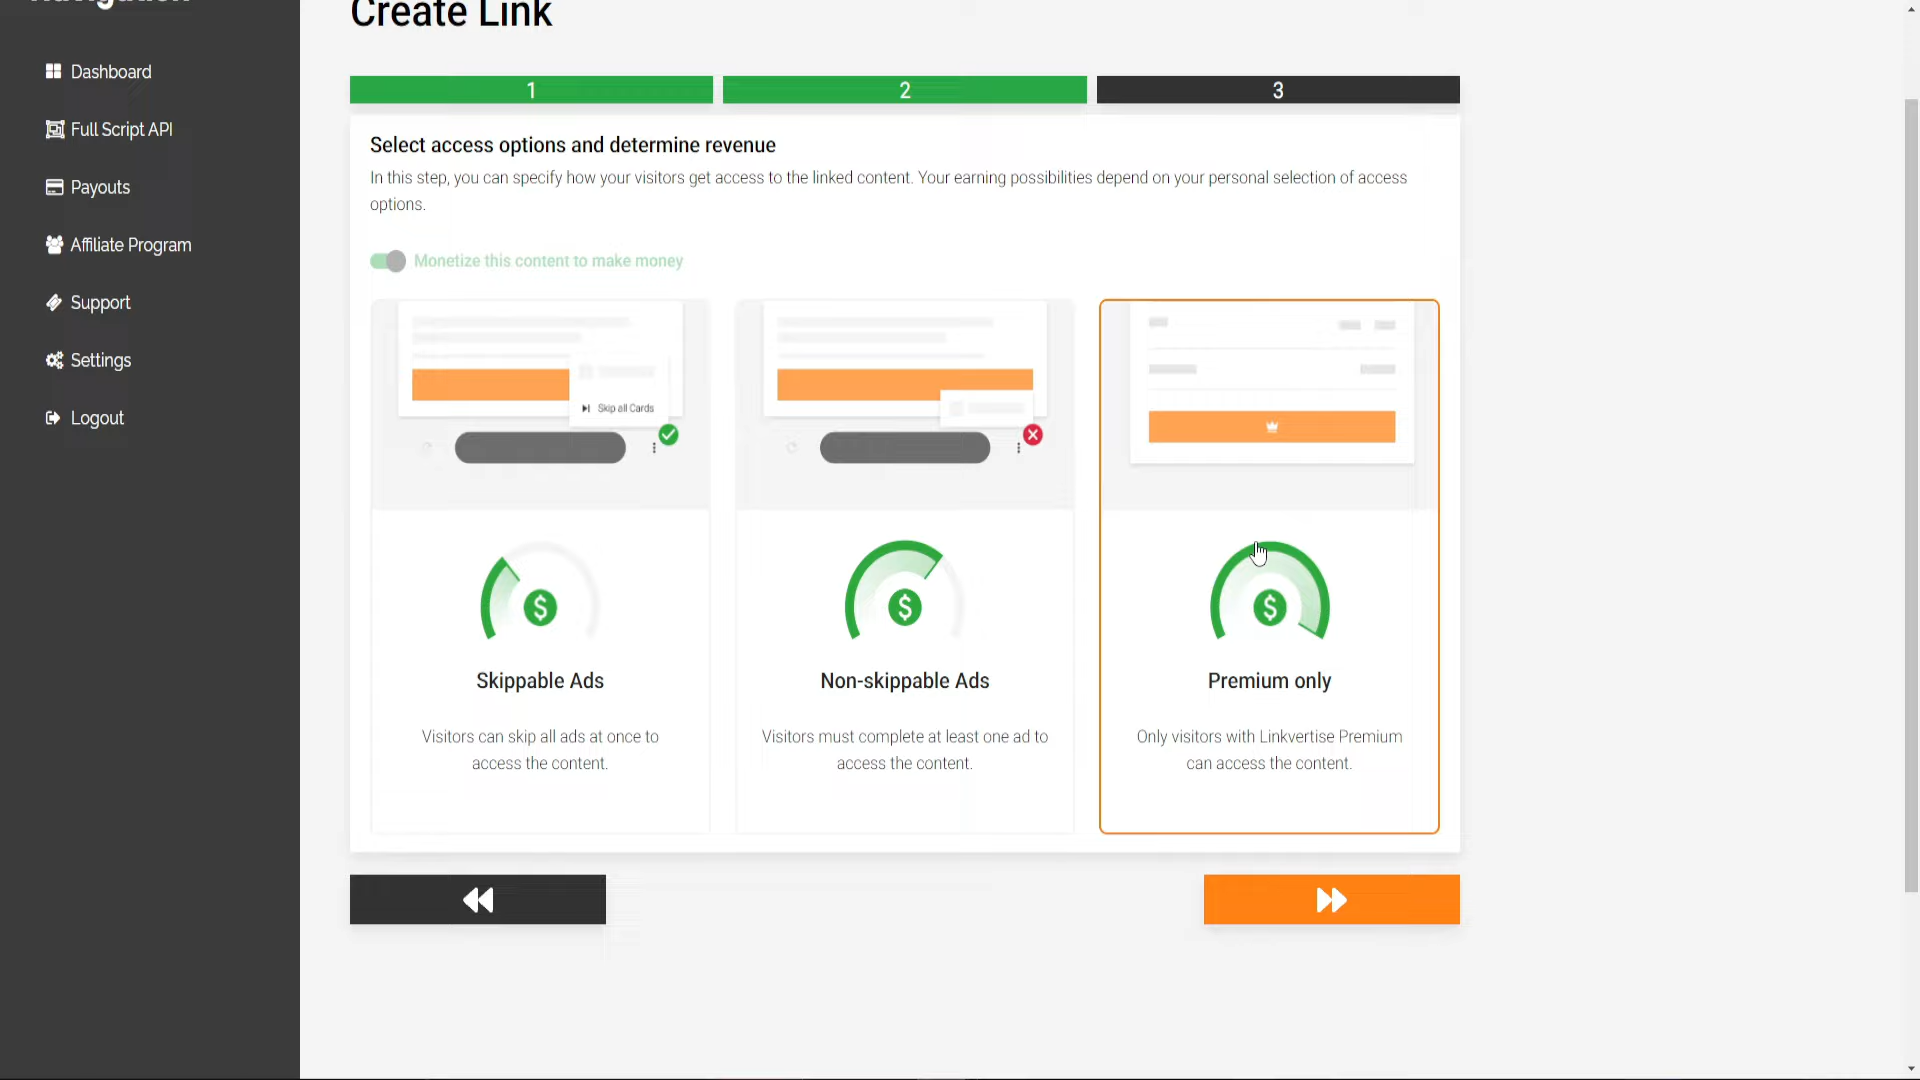 Create Link
Dashboard
Full Script API
Payouts
Affiliate Program
Support
Settings
Logout
1
2
3
Select access options and determine revenue
In this step, you can specify how your visitors get access to the linked content. Your earning possibilities depend on your personal selection of access
options.
Monetize this content to make money
Skip all Cards
$
Skippable Ads
Visitors can skip all ads at once to
access the content.
$
Non-skippable Ads
Visitors must complete at least one ad to
access the content.
$
Premium only
Only visitors with Linkvertise Premium
can access the content.